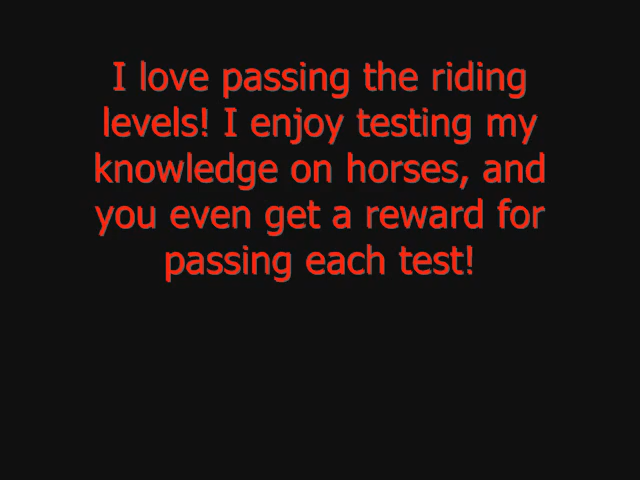 I love passing the riding
levels! I enjoy testing my
knowledge on horses, and
you even get a reward for
passing each test!